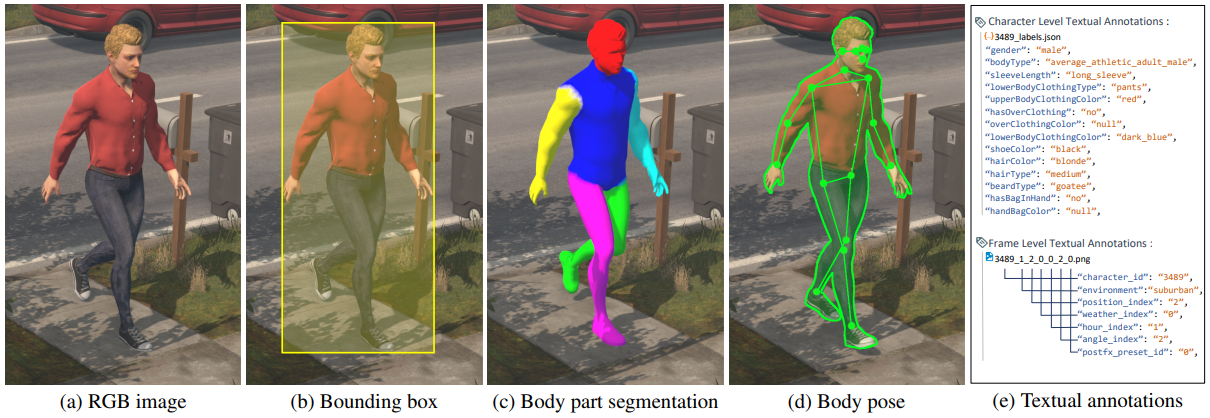 Character Level Textual Annotations :
3489_labels.json
"gender": "male",
"bodyType": "average_athletic_adult_male",
"sleeveLength": "long_sleeve",
"lowerBodyClothingType": "pants",
"upperBodyClothingColor": "red",
"hasOverClothing": "no",
"overClothingColor": "null",
"lowerBodyClothingColor": "dark_blue",
"shoeColor": "black",
"hairColor": "blonde",
"hairType": "medium",
"beardType": "goatee",
"hasBagInHand": "no",
"handBagColor": "null",
Frame Level Textual Annotations :
3489_1_2_0_0_2_0.png
"character_id": "3489",
"environment":"suburban",
"position_index": "2",
"weather_index": "0",
"hour_index": "1",
"angle_index": "2",
"postfx_preset_id": "0",
(a) RGB image
(b) Bounding box
(c) Body part segmentation
(d) Body pose
(e) Textual annotations